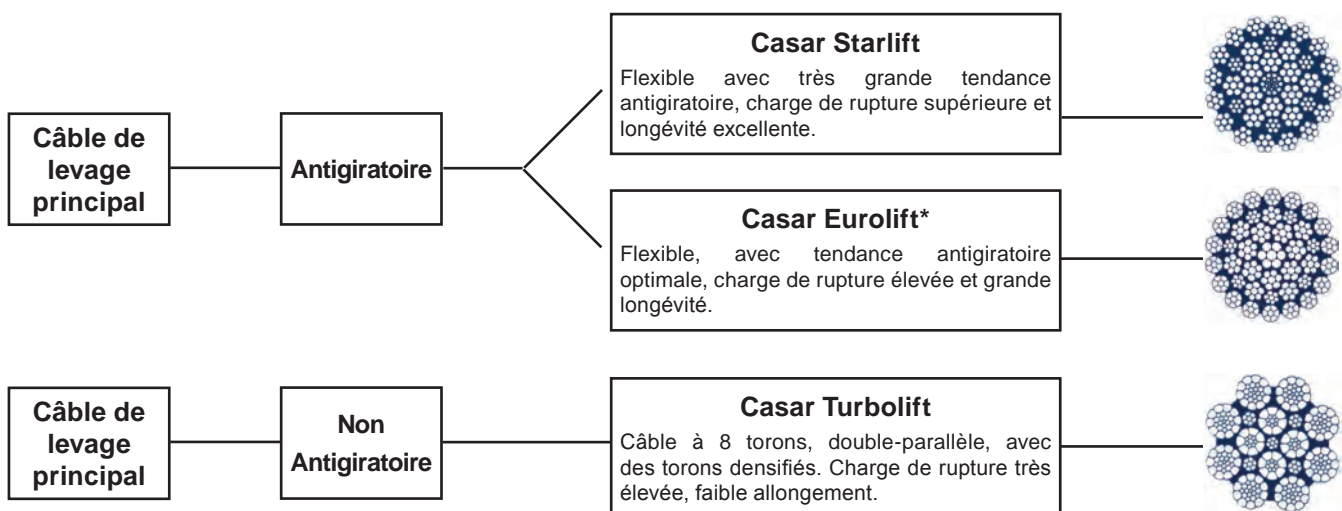 Câble de
levage
principal
Antigiratoire
Casar Starlift
Flexible avec très grande tendance
antigiratoire, charge de rupture supérieure et
longévité excellente.
Casar Eurolift*
Flexible, avec tendance antigiratoire
optimale, charge de rupture élevée et grande
longévité.
Câble de
levage
principal
Non
Antigiratoire
Casar Turbolift
Câble à 8 torons, double-parallèle, avec
des torons densifiés. Charge de rupture très
élevée, faible allongement.